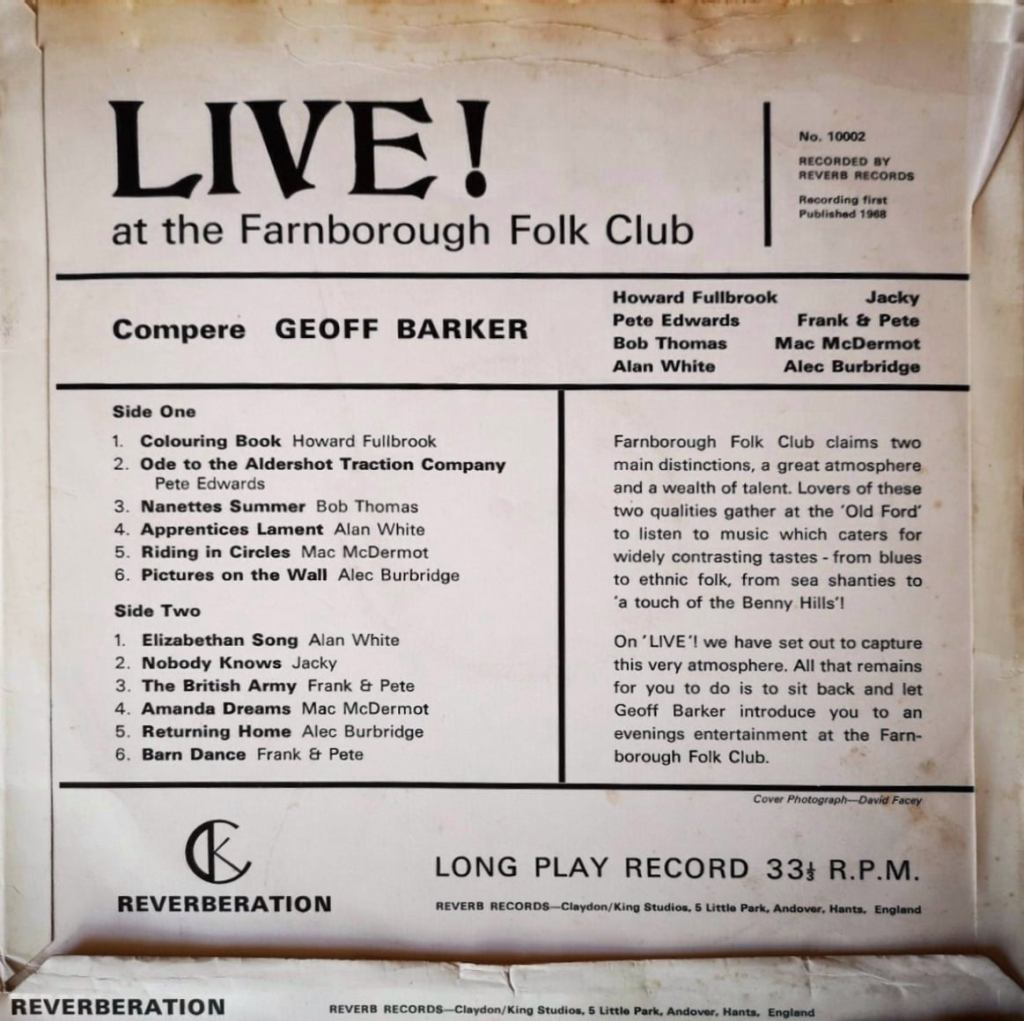 LIVE!
at the Farnborough Folk Club
No. 10002
RECORDED BY
REVERB RECORDS
Recording first
Published 1968
Compere GEOFF BARKER
Howard Fullbrook Jacky
Pete Edwards Frank & Pete
Bob Thomas Mac McDermot
Alan White Alec Burbridge
Side One
1. Colouring Book Howard Fullbrook
2. Ode to the Aldershot Traction Company
Pete Edwards
3. Nanettes Summer Bob Thomas
4. Apprentices Lament Alan White
5. Riding in Circles Mac McDermot
6. Pictures on the Wall Alec Burbridge
Side Two
1. Elizabethan Song Alan White
2. Nobody Knows Jacky
3. The British Army Frank & Pete
4. Amanda Dreams Mac McDermot
5. Returning Home Alec Burbridge
6. Barn Dance Frank & Pete
Farnborough Folk Club claims two
main distinctions, a great atmosphere
and a wealth of talent. Lovers of these
two qualities gather at the 'Old Ford'
to listen to music which caters for
widely contrasting tastes - from blues
to ethnic folk, from sea shanties to
'a touch of the Benny Hills'!
On 'LIVE'! we have set out to capture
this very atmosphere. All that remains
for you to do is to sit back and let
Geoff Barker introduce you to an
evenings entertainment at the Farn-
borough Folk Club.
Cover Photograph—David Facey
CK
REVERBERATION
LONG PLAY RECORD 33⅓ R.P.M.
REVERB RECORDS—Claydon/King Studios, 5 Little Park, Andover, Hants, England
REVERBERATION
REVERB RECORDS—Claydon/King Studios, 5 Little Park, Andover, Hants, England